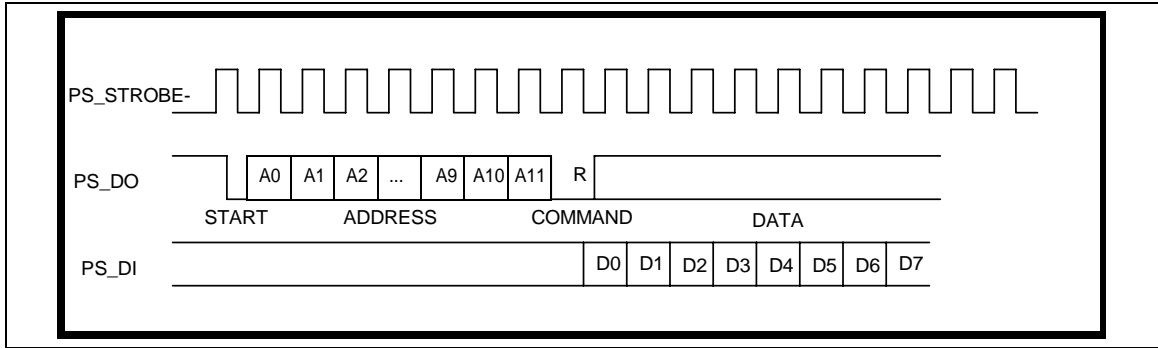 PS_STROBE-
PS_DO A0 A1 A2 ... A9 A10 A11 R
START ADDRESS COMMAND DATA
PS_DI D0 D1 D2 D3 D4 D5 D6 D7